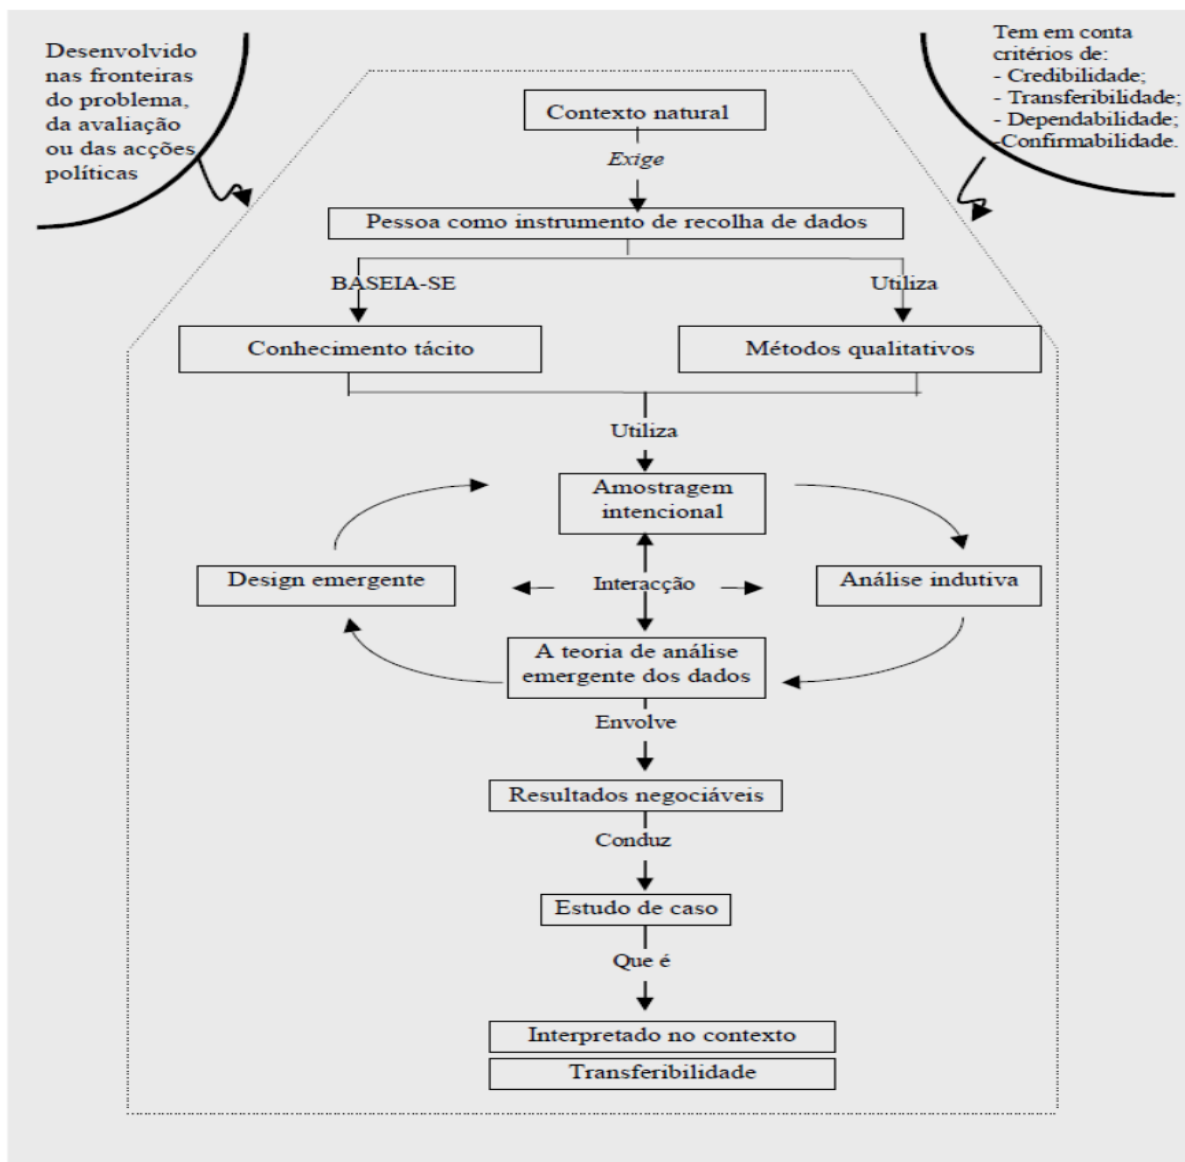 Desenvolvido
nas fronteiras
do problema,
da avaliação
ou das acções
políticas
Tem em conta
critérios de:
- Credibilidade;
- Transferibilidade;
- Dependabilidade;
-Confirmabilidade.
Contexto natural
Exige
Pessoa como instrumento de recolha de dados
BASEIA-SE
Utiliza
Conhecimento tácito
Métodos qualitativos
Utiliza
Amostragem
intencional
Design emergente
Interacção
Análise indutiva
A teoria de análise
emergente dos dados
Envolve
Resultados negociáveis
Conduz
Estudo de caso
Que é
Interpretado no contexto
Transferibilidade